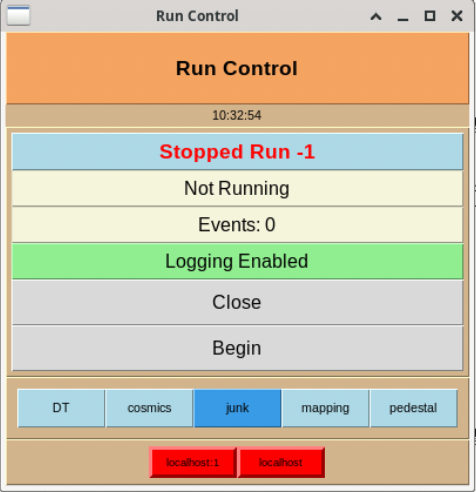 Run Control
Run Control
10:32:54
Stopped Run -1
Not Running
Events: 0
Logging Enabled
Close
Begin
DT cosmics junk mapping pedestal
localhost:1 localhost